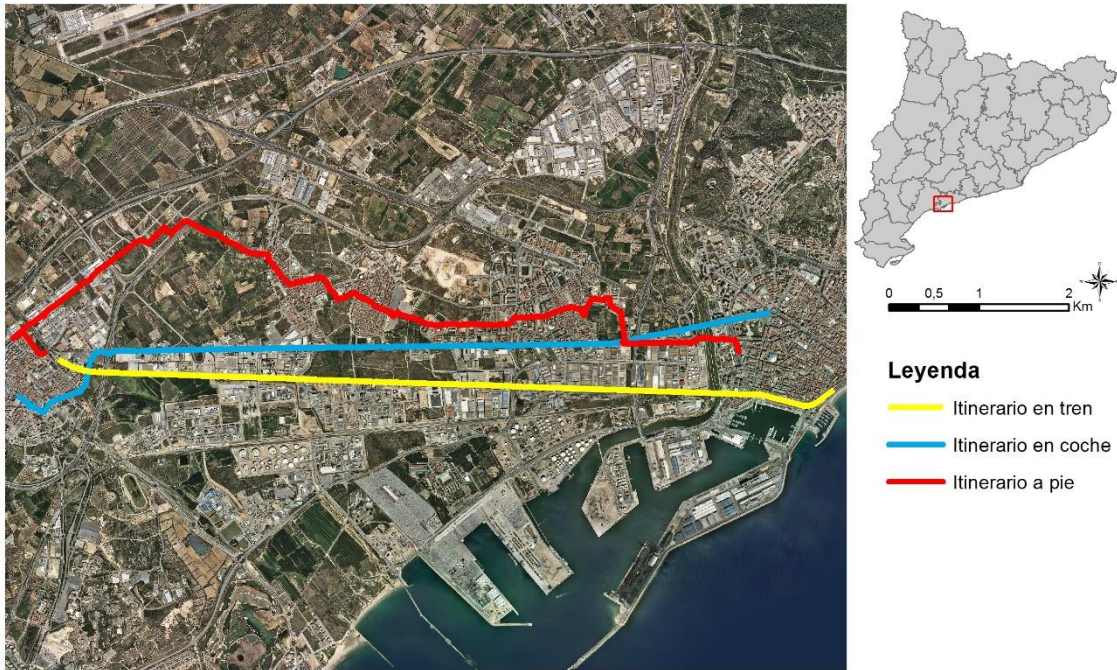 0 0,5 1 2
Km
Leyenda
Itinerario en tren
Itinerario en coche
Itinerario a pie